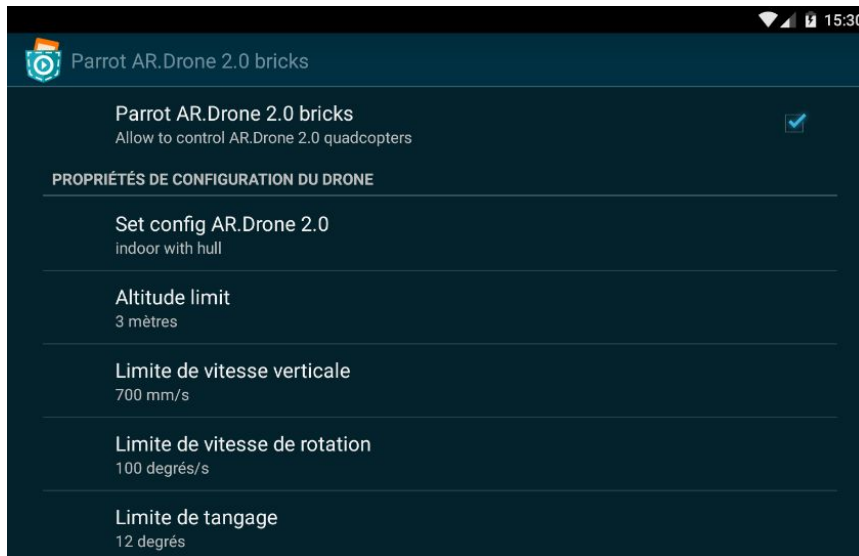 15:30
Parrot AR.Drone 2.0 bricks
Parrot AR.Drone 2.0 bricks
Allow to control AR.Drone 2.0 quadcopters
PROPRIÉTÉS DE CONFIGURATION DU DRONE
Set config AR.Drone 2.0
indoor with hull
Altitude limit
3 mètres
Limite de vitesse verticale
700 mm/s
Limite de vitesse de rotation
100 degrés/s
Limite de tangage
12 degrés